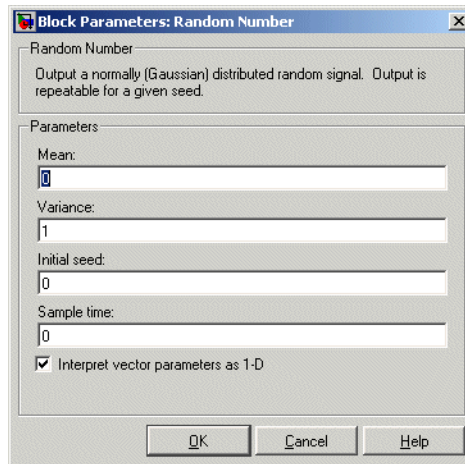 Block Parameters: Random Number
Random Number
Output a normally (Gaussian) distributed random signal. Output is
repeatable for a given seed.
Parameters
Mean:
0
Variance:
1
Initial seed:
0
Sample time:
0
Interpret vector parameters as 1-D
OK Cancel Help